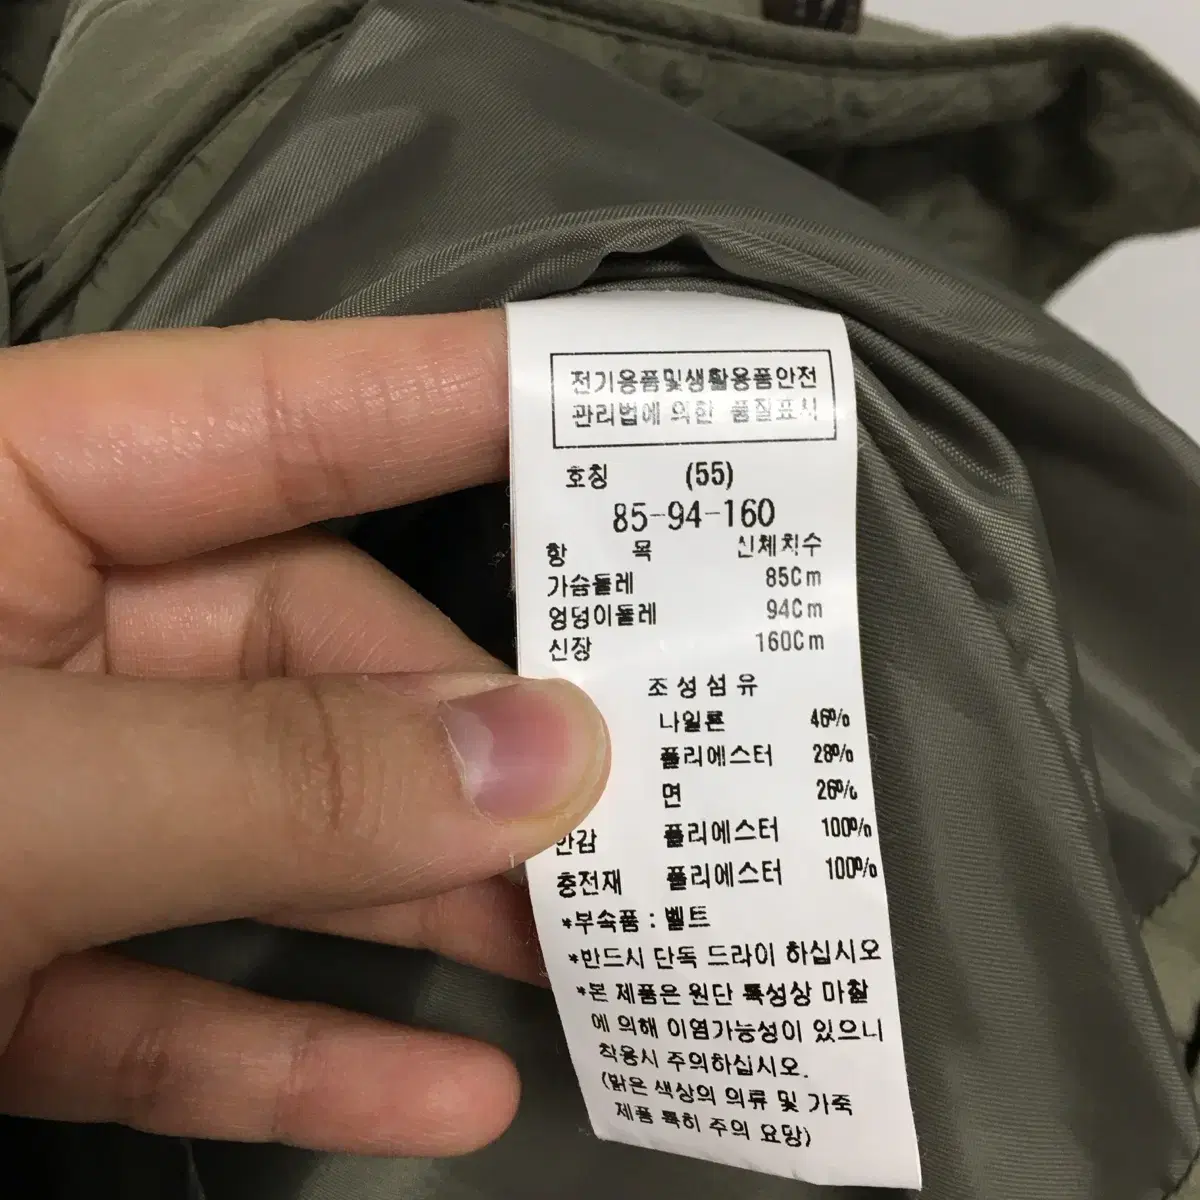 전기용품및생활용품안전
관리법에 의한 품질표시
호칭 (55)
85-94-160
항 목 신체치수
가슴둘레 85Cm
엉덩이둘레 94Cm
신장 160Cm
조성섬유
나일론 46%
폴리에스터 28%
면 26%
안감 폴리에스터 100%
충전재 폴리에스터 100%
*부속품 : 벨트
*반드시 단독 드라이 하십시오
*본 제품은 원단 특성상 마찰
에 의해 이염가능성이 있으니
착용시 주의하십시오.
(밝은 색상의 의류 및 가죽
제품 특히 주의 요망)